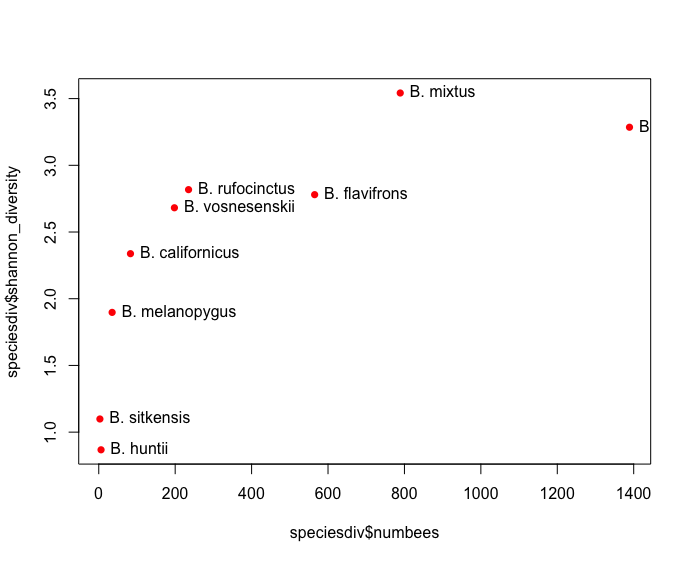 3.5
3.0
2.5
2.0
1.5
1.0
speciesdiv$shannon_diversity
B. mixtus
B
B. rufocinctus
B. flavifrons
B. vosnesenskii
B. californicus
B. melanopygus
B. sitkensis
B. huntii
0 200 400 600 800 1000 1200 1400
speciesdiv$numbees